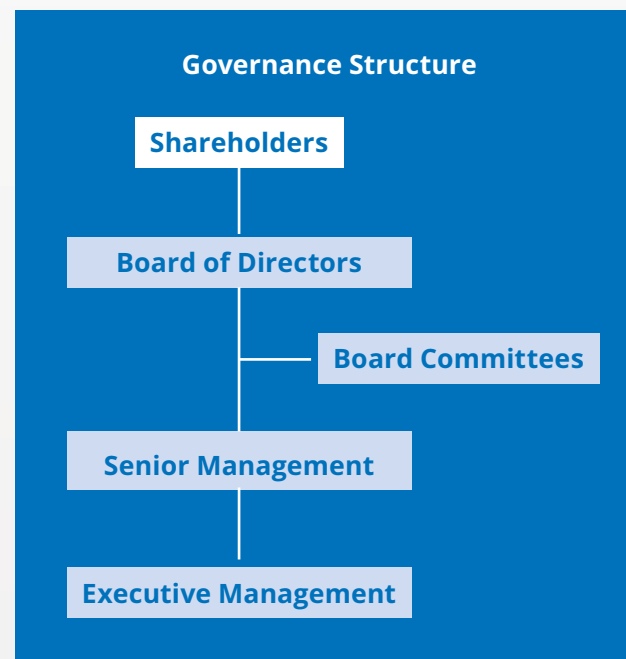 Governance Structure
Shareholders
Board of Directors
Board Committees
Senior Management
Executive Management